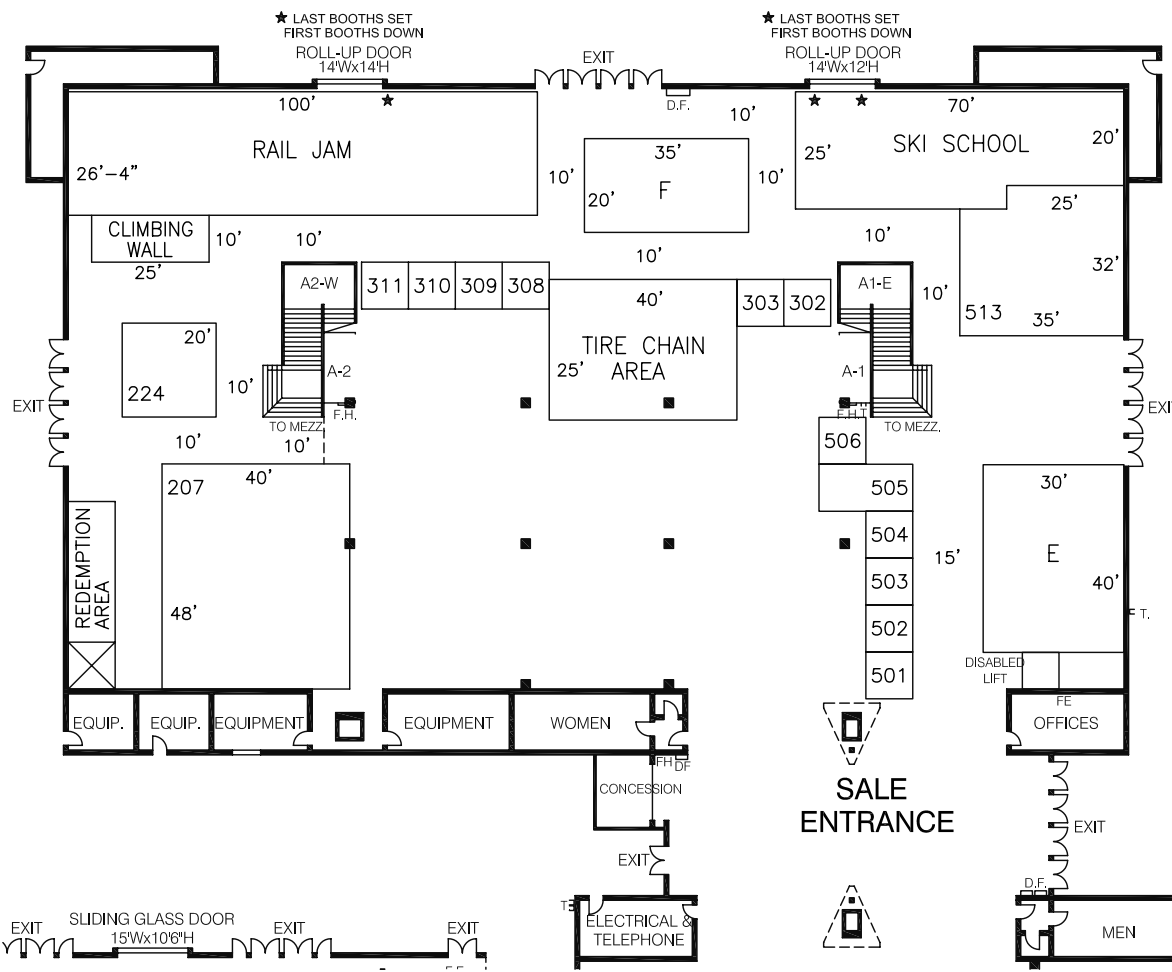 ★ LAST BOOTHS SET
FIRST BOOTHS DOWN
ROLL-UP DOOR
14'Wx14'H
EXIT
★ LAST BOOTHS SET
FIRST BOOTHS DOWN
ROLL-UP DOOR
14'Wx12'H
100'
★
D.F.
10'
★ ★
70'
RAIL JAM
26'-4"
35'
F
20'
10'
10'
25'
SKI SCHOOL
20'
25'
CLIMBING
WALL
25'
10'
10'
10'
10'
32'
A2-W
311
310
309
308
40'
303
302
A1-E
10'
513
35'
20'
224
10'
A-2
TIRE CHAIN
AREA
25'
A-1
EXIT
EXIT
F.H.
TO MEZZ.
F.H.T
TO MEZZ.
10'
10'
506
207
40'
48'
505
504
503
502
501
15'
30'
E
40'
T.
REDEMPTION
AREA
DISABLED
LIFT
FE
EQUIP.
EQUIP.
EQUIPMENT
EQUIPMENT
WOMEN
OFFICES
FH
DF
CONCESSION
SALE
ENTRANCE
EXIT
EXIT
D.F.
T
ELECTRICAL &
TELEPHONE
MEN
EXIT
SLIDING GLASS DOOR
15'Wx10'6"H
EXIT
EXIT